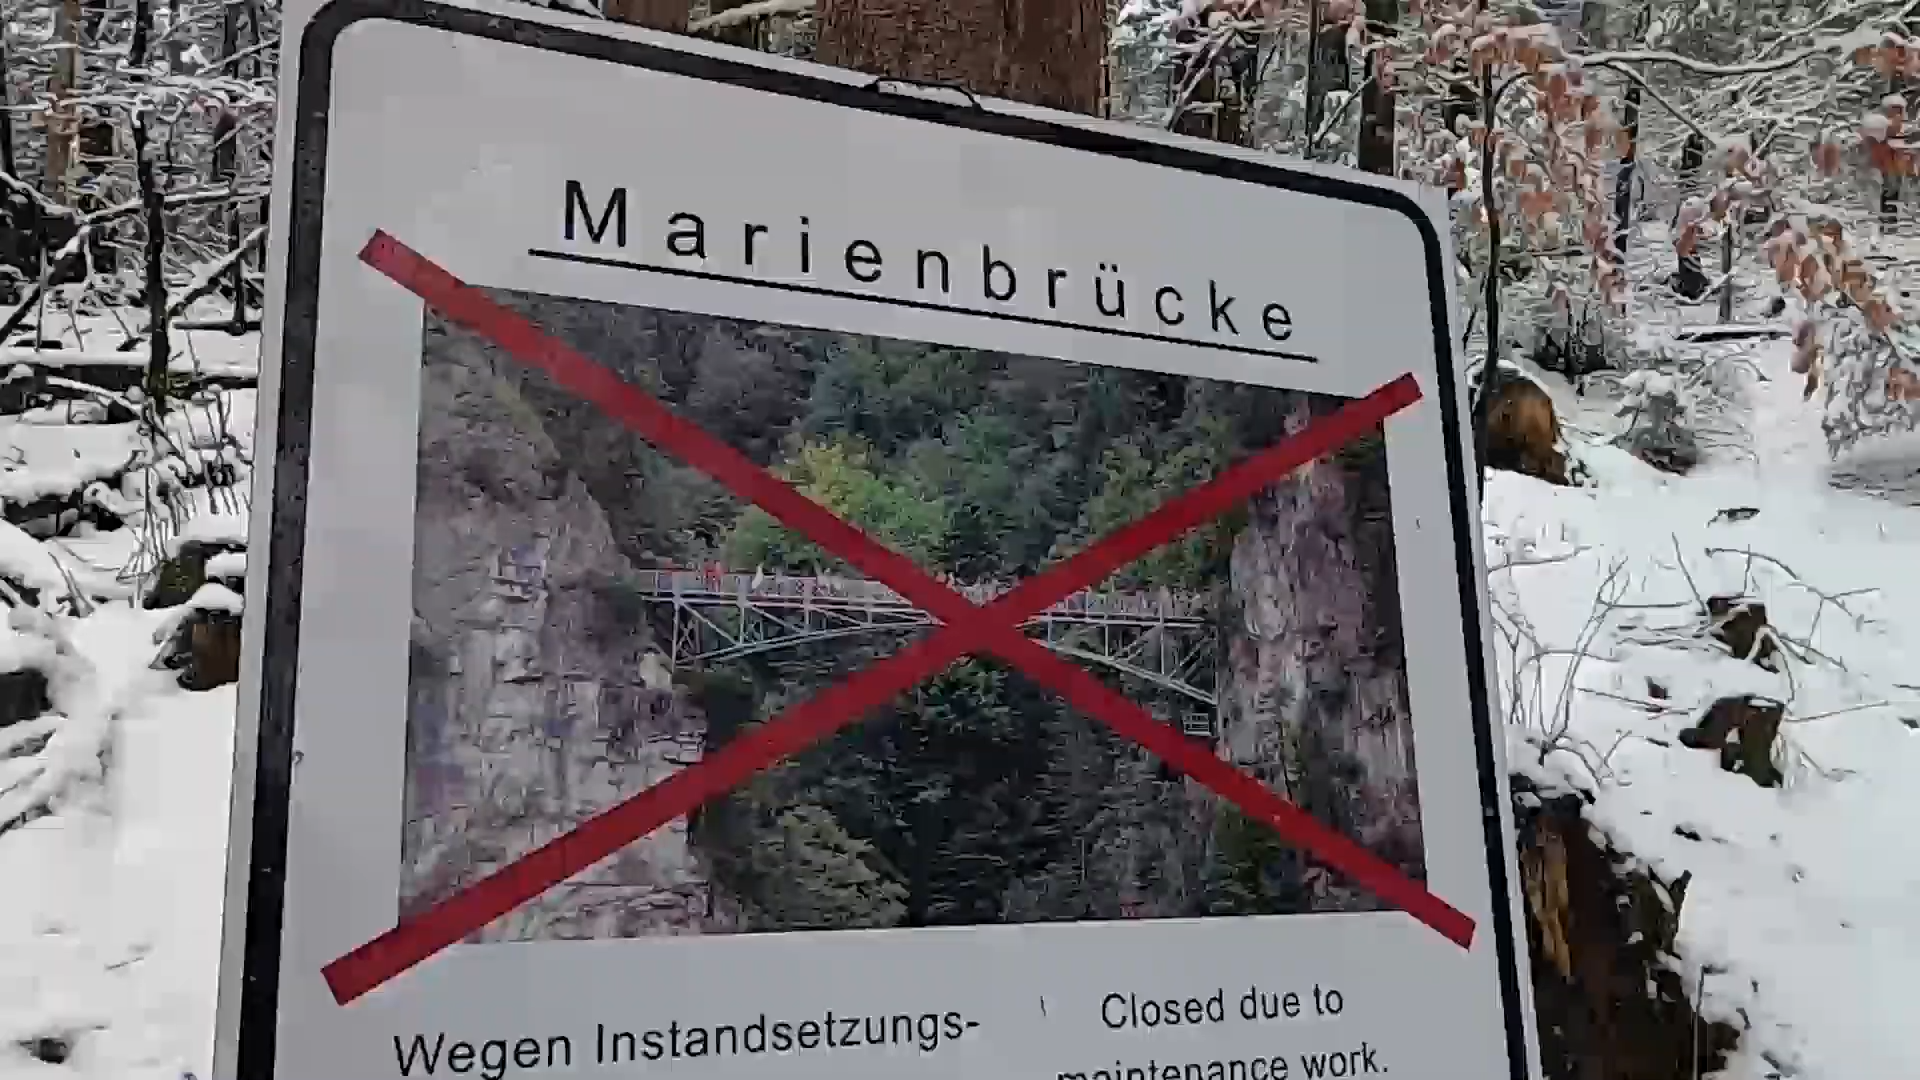 Marienbrücke
Wegen Instandsetzungs-
Closed due to
maintenance work.